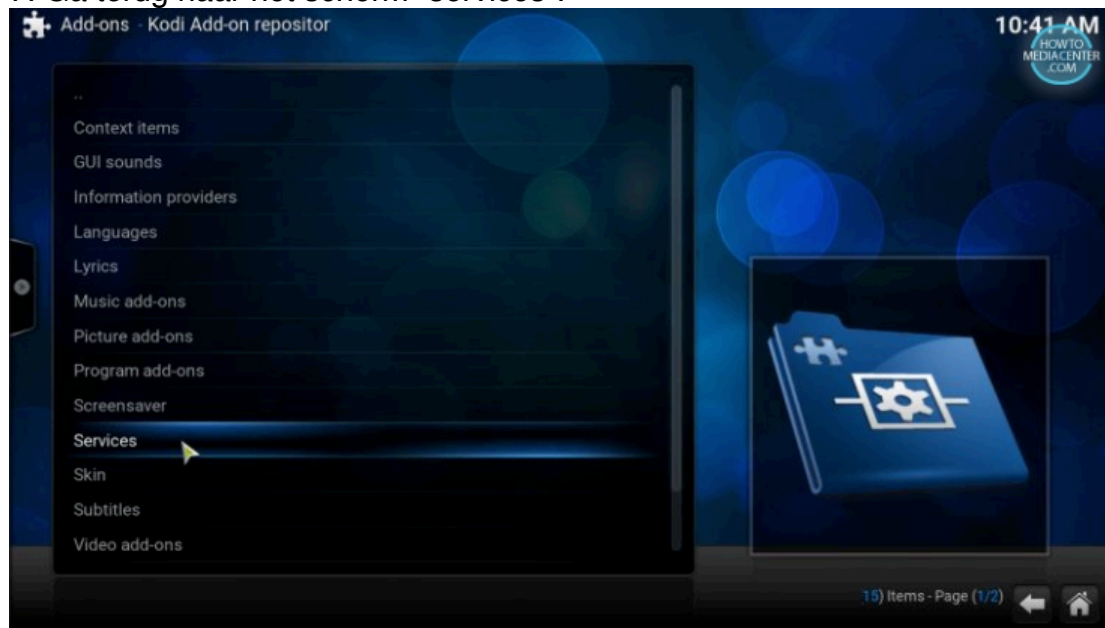 Add-ons - Kodi Add-on repositor
10:41 AM
HOWTO
MEDIACENTER
.COM
..
Context items
GUI sounds
Information providers
Languages
Lyrics
Music add-ons
Picture add-ons
Program add-ons
Screensaver
Services
Skin
Subtitles
Video add-ons
15) Items - Page (1/2)